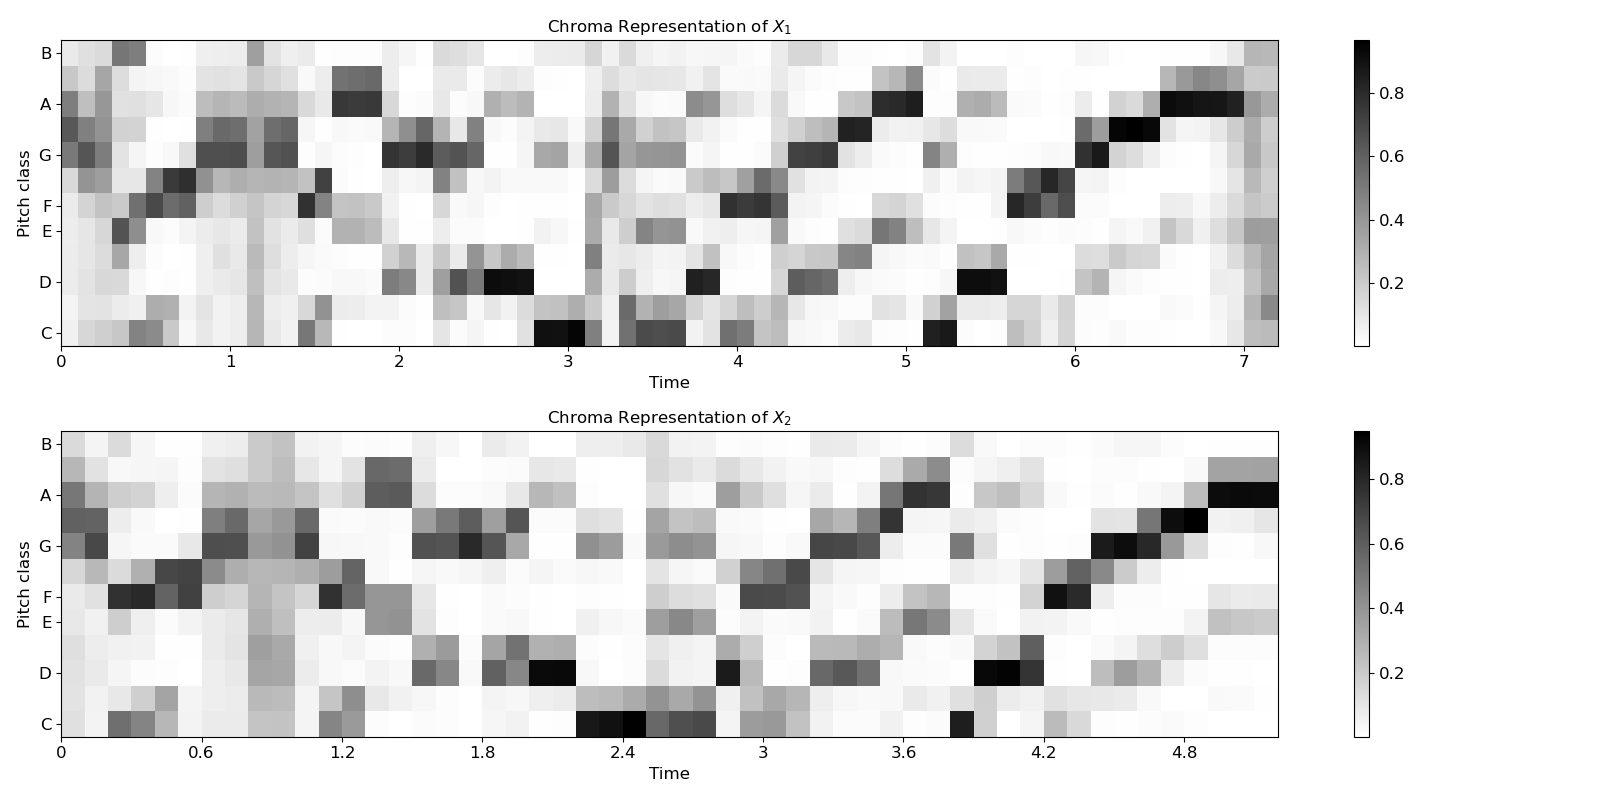 Chroma Representation of X₁
B
A
G
F
E
D
C
Pitch class
0 1 2 3 4 5 6 7
Time
0.8
0.6
0.4
0.2
Chroma Representation of X₂
B
A
G
F
E
D
C
Pitch class
0 0.6 1.2 1.8 2.4 3 3.6 4.2 4.8
Time
0.8
0.6
0.4
0.2